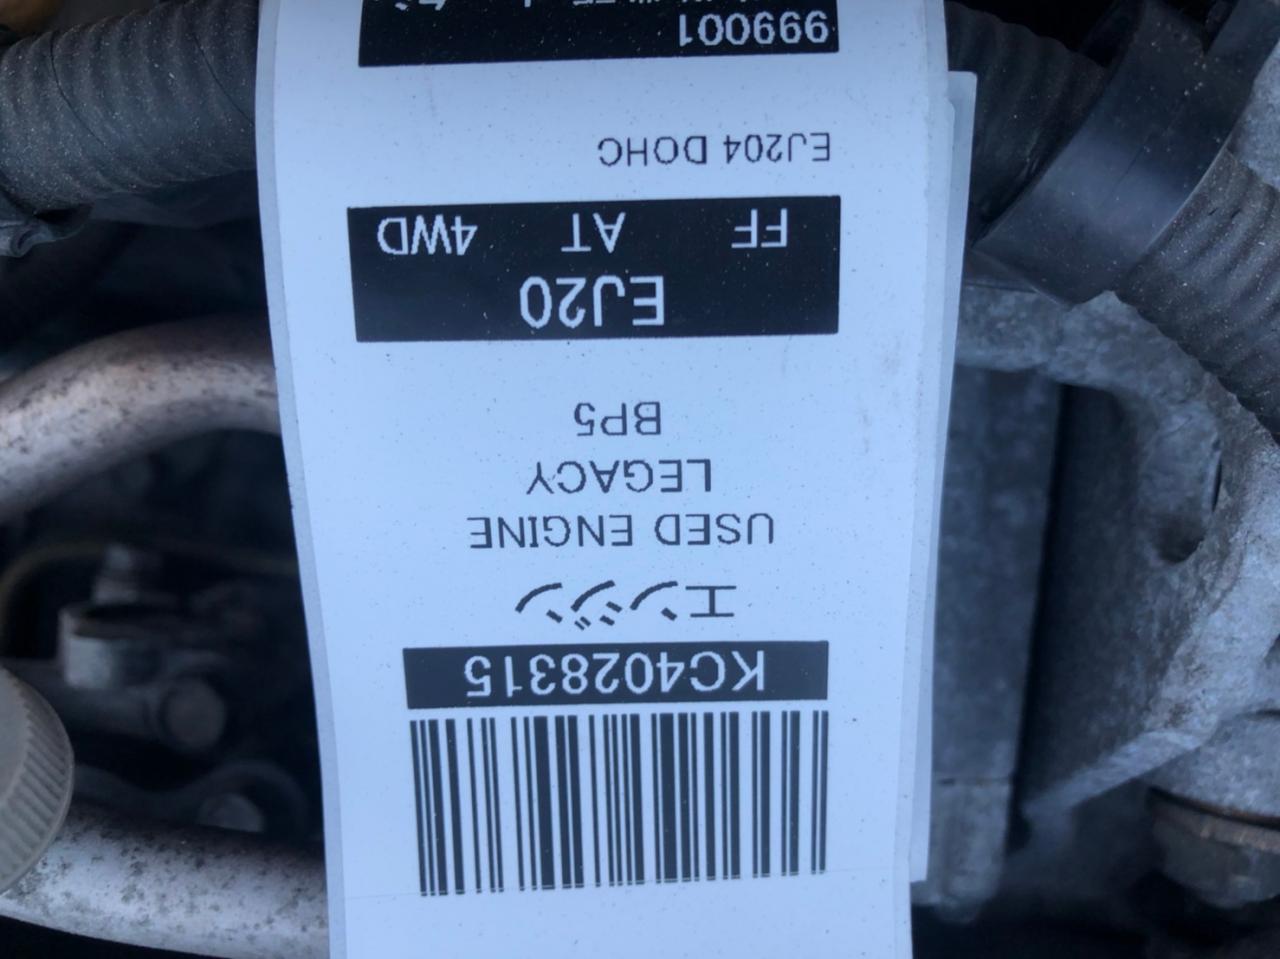 KC4028315
エンジン
USED ENGINE
LEGACY
BP5
EJ20
FF AT 4WD
EJ204 DOHC
999001